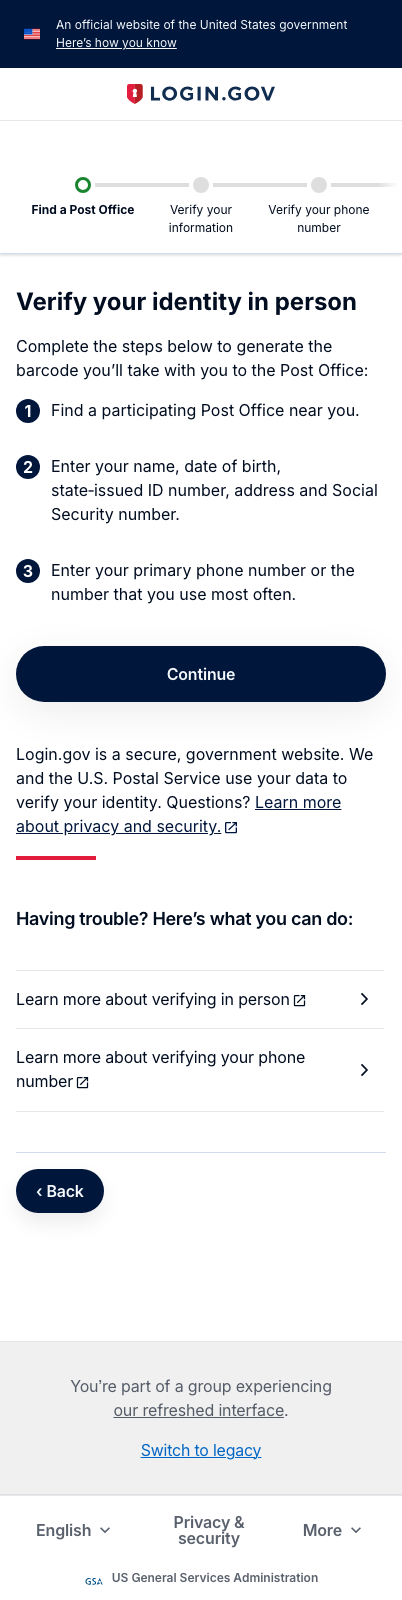 An official website of the United States government
Here’s how you know
LOGIN.GOV
Find a Post Office
Verify your
information
Verify your phone
number
Verify your identity in person
Complete the steps below to generate the
barcode you’ll take with you to the Post Office:
1 Find a participating Post Office near you.
2 Enter your name, date of birth,
state-issued ID number, address and Social
Security number.
3 Enter your primary phone number or the
number that you use most often.
Continue
Login.gov is a secure, government website. We
and the U.S. Postal Service use your data to
verify your identity. Questions? Learn more
about privacy and security.
Having trouble? Here’s what you can do:
Learn more about verifying in person
Learn more about verifying your phone
number
‹ Back
You’re part of a group experiencing
our refreshed interface.
Switch to legacy
English
Privacy &
security
More
GSA US General Services Administration